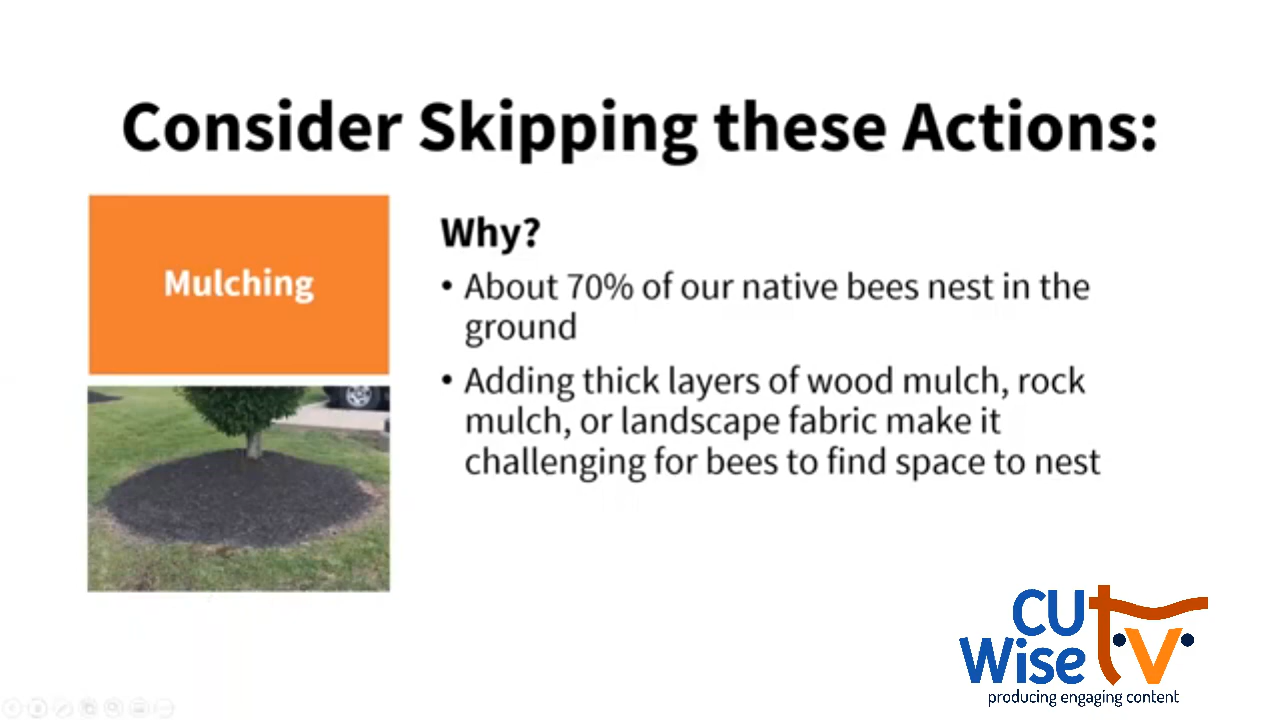 Consider Skipping these Actions:
Mulching
Why?
• About 70% of our native bees nest in the
ground
• Adding thick layers of wood mulch, rock
mulch, or landscape fabric make it
challenging for bees to find space to nest
CU
Wise tv
producing engaging content